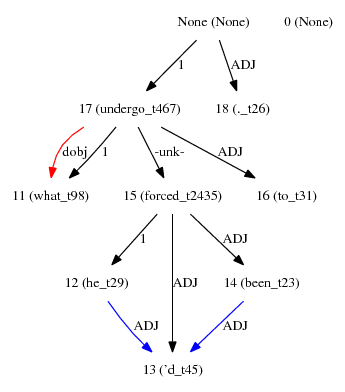 None (None) 0 (None)
1 ADJ
17 (undergo_t467) 18 (._t26)
dobj 1 -unk- ADJ
11 (what_t98) 15 (forced_t2435) 16 (to_t31)
1 ADJ ADJ
12 (he_t29) 14 (been_t23)
ADJ ADJ
13 ('d_t45)